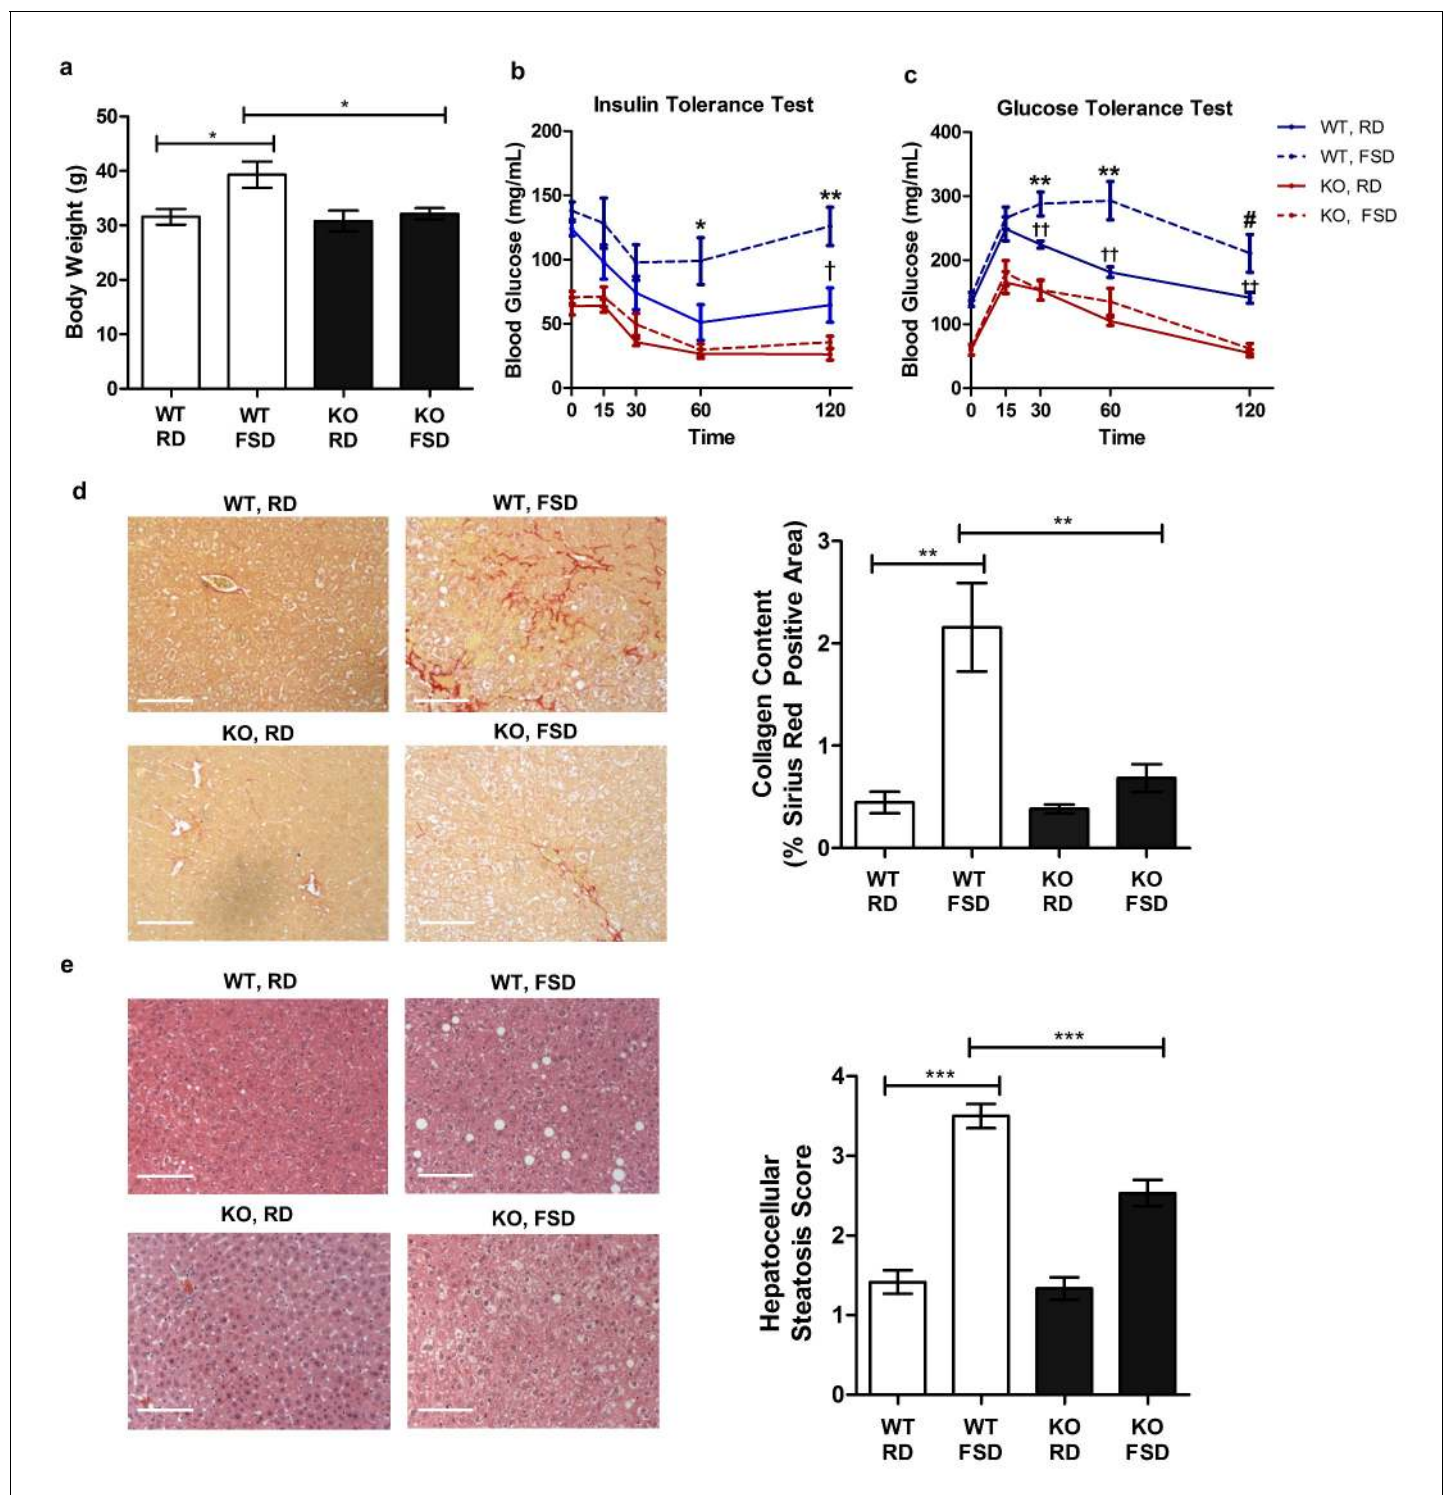 a
50
40
30
20
10
0
Body Weight (g)
*
*
WT
RD
WT
FSD
KO
RD
KO
FSD
b
Insulin Tolerance Test
200
150
100
50
0
Blood Glucose (mg/mL)
*
**
†
0 15 30 60 120
Time
c
Glucose Tolerance Test
400
300
200
100
0
Blood Glucose (mg/mL)
**
**
#
††
††
‡‡
0 15 30 60 120
Time
WT, RD
WT, FSD
KO, RD
KO, FSD
d
WT, RD
WT, FSD
KO, RD
KO, FSD
3
2
1
0
Collagen Content
(% Sirius Red Positive Area)
**
**
WT
RD
WT
FSD
KO
RD
KO
FSD
e
WT, RD
WT, FSD
KO, RD
KO, FSD
4
3
2
1
0
Hepatocellular
Steatosis Score
***
***
WT
RD
WT
FSD
KO
RD
KO
FSD